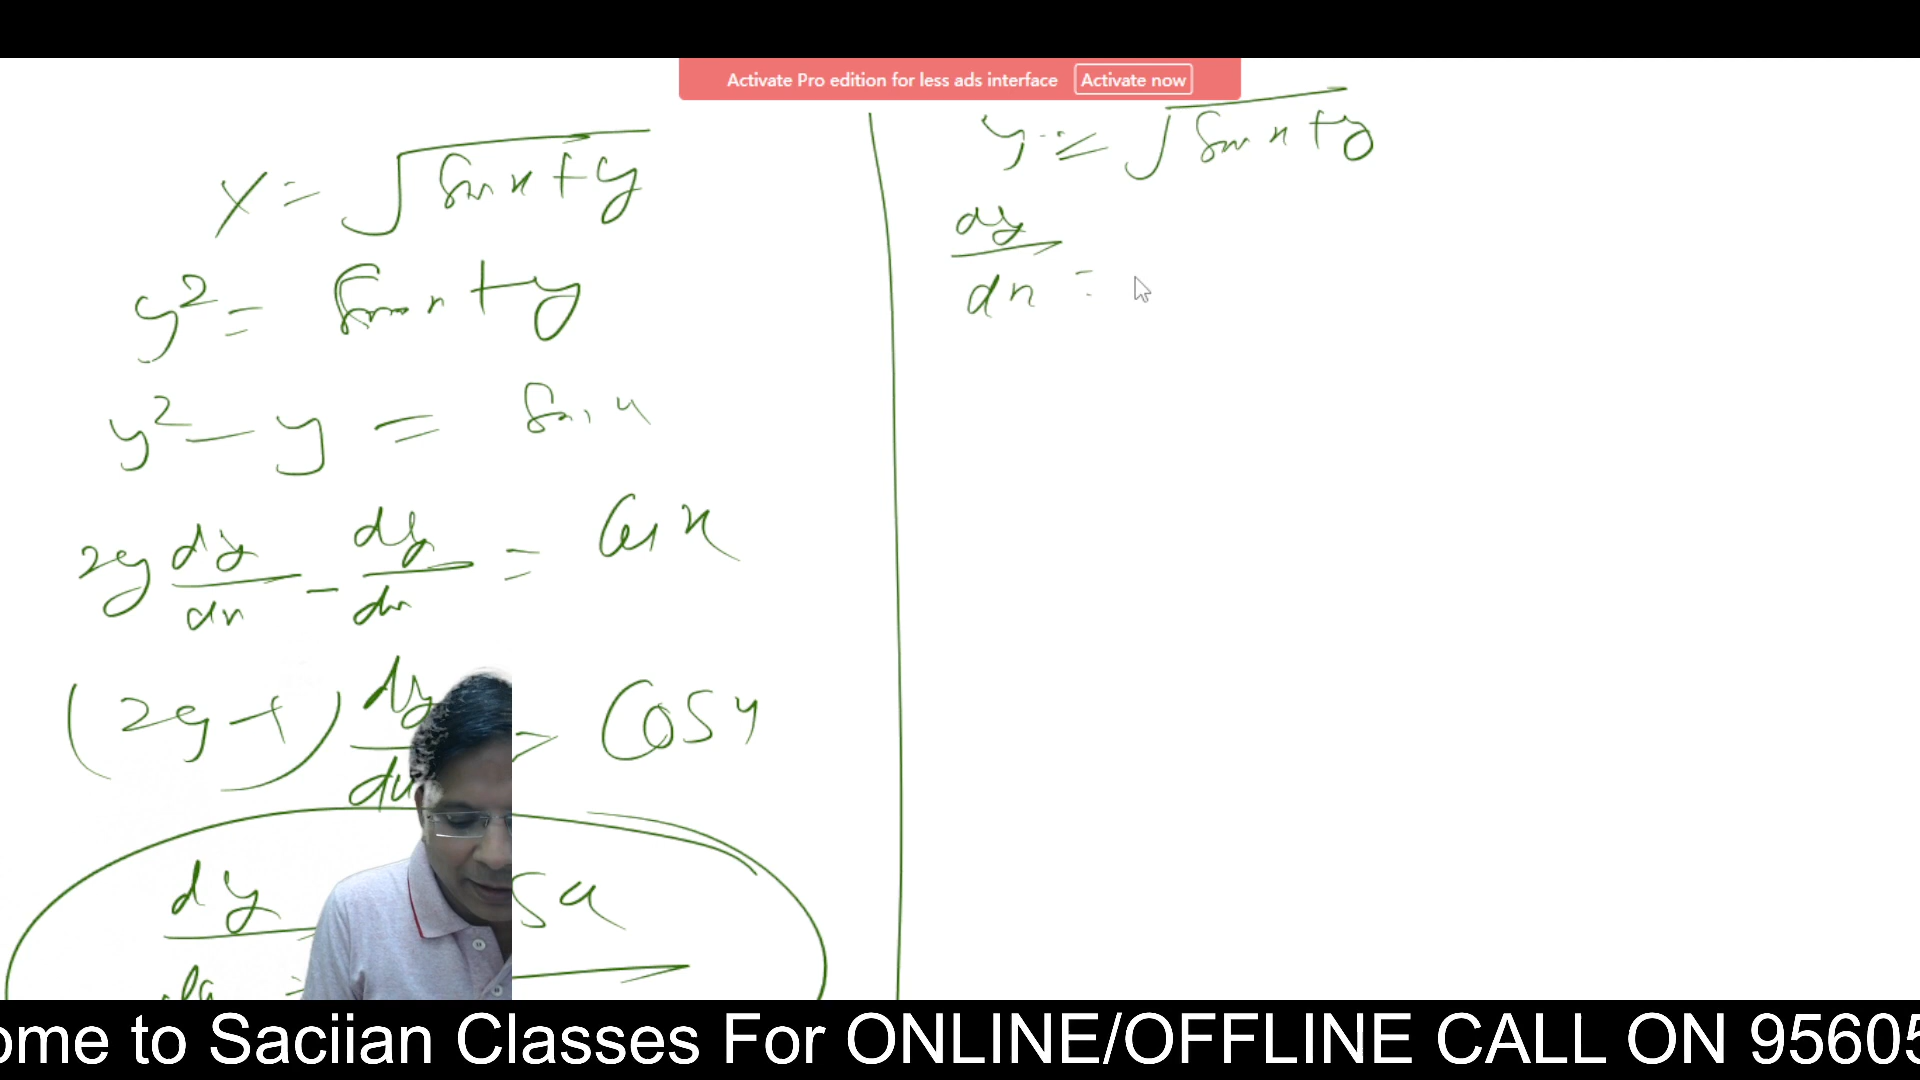 Activate Pro edition for less ads interface Activate now
y = √sin x + y
y² = sin x + y
y² - y = sin x
2y dy/dx - dy/dx = cos x
(2y - 1) dy/dx = cos x
dy
dx =
y = √sin x + y
dy/dx =
ome to Saciian Classes For ONLINE/OFFLINE CALL ON 95605